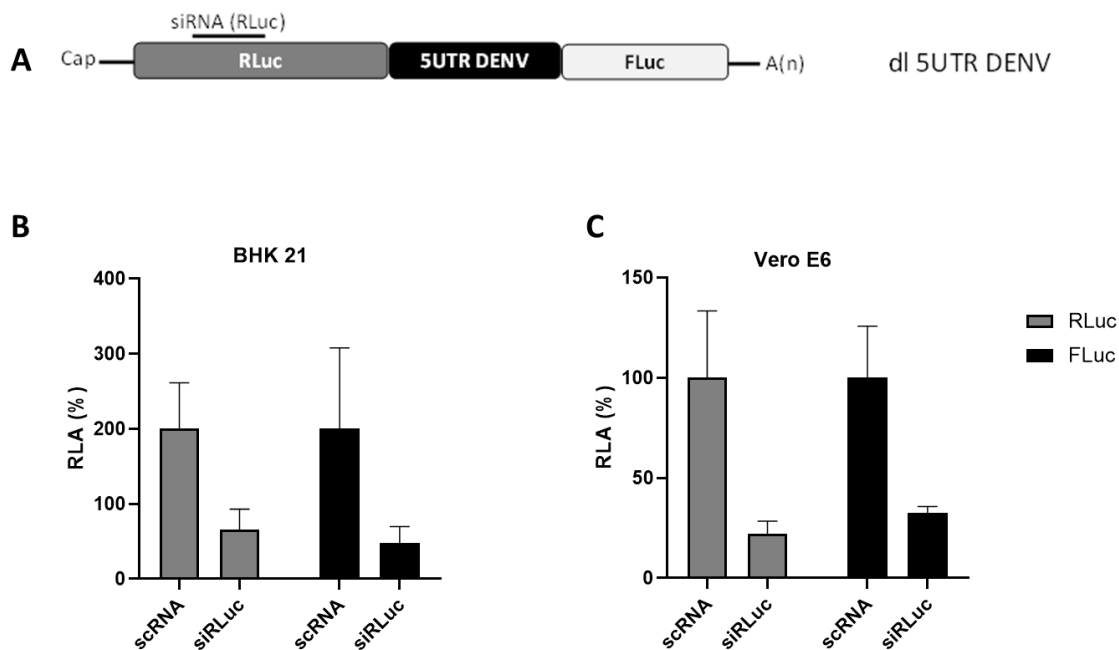 siRNA (RLuc)
A Cap RLuc 5UTR DENV FLuc A(n) dl 5UTR DENV
B
BHK 21
RLA (%)
400
300
200
100
0
scRNA siRLuc scRNA siRLuc
C
Vero E6
RLA (%)
150
100
50
0
scRNA siRLuc scRNA siRLuc
RLuc
FLuc